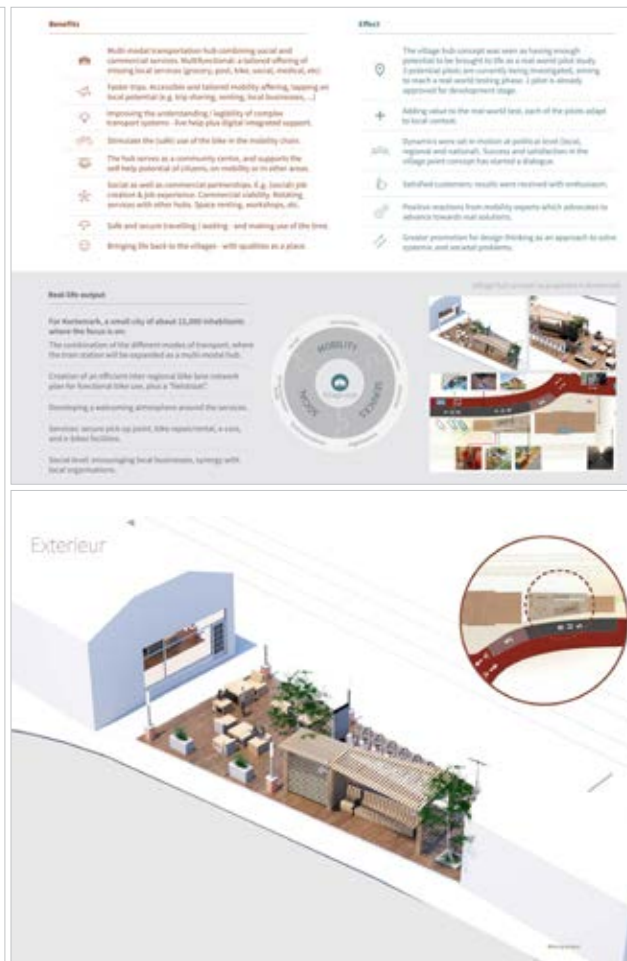 Benefits
Multi-modal transportation hub combining social and
commercial services. Multifunctional: a tailored offering of
missing local services (grocery, post, bike, social, medical, etc)
Faster trips. Accessible and tailored mobility offering, tapping on
local potential (e.g. trip sharing, renting, local businesses, ...)
Improving the understanding / legibility of complex
transport systems - live help plus digital integrated support.
Stimulate the (safe) use of the bike in the mobility chain.
The hub serves as a community centre, and supports the
self-help potential of citizens, on mobility or in other areas.
Social as well as commercial partnerships. E.g. (social) job
creation & job experience. Commercial viability. Rotating
services with other hubs. Space renting, workshops, etc.
Safe and secure travelling / waiting - and making use of the time.
Bringing life back to the villages - with qualities as a place.
Effect
The village hub concept was seen as having enough
potential to be brought to life as a real world pilot study.
3 potential pilots are currently being investigated, aiming
to reach a real world testing phase. 1 pilot is already
approved for development stage.
Adding value to the real-world test, each of the pilots adapt
to local context.
Dynamics were set in motion at political level (local,
regional and national). Success and satisfaction in the
village point concept has started a dialogue.
Satisfied customers: results were received with enthusiasm.
Positive reactions from mobility experts which advocates to
advance towards real solutions.
Greater promotion for design thinking as an approach to solve
systemic and societal problems.
Real-life output
For Kortemark, a small city of about 12,000 inhabitants
where the focus is on:
The combination of the different modes of transport, where
the train station will be expanded as a multi-modal hub.
Creation of an efficient inter regional bike lane network
plan for functional bike use, plus a "fietsstraat".
Developing a welcoming atmosphere around the services.
Services: secure pick-up point, bike repair/rental, e-cars,
and e-bikes facilities.
Social level: encouraging local businesses, synergy with
local organisations.
MOBILITY
SERVICES
SOCIAL
Exterieur
BUS